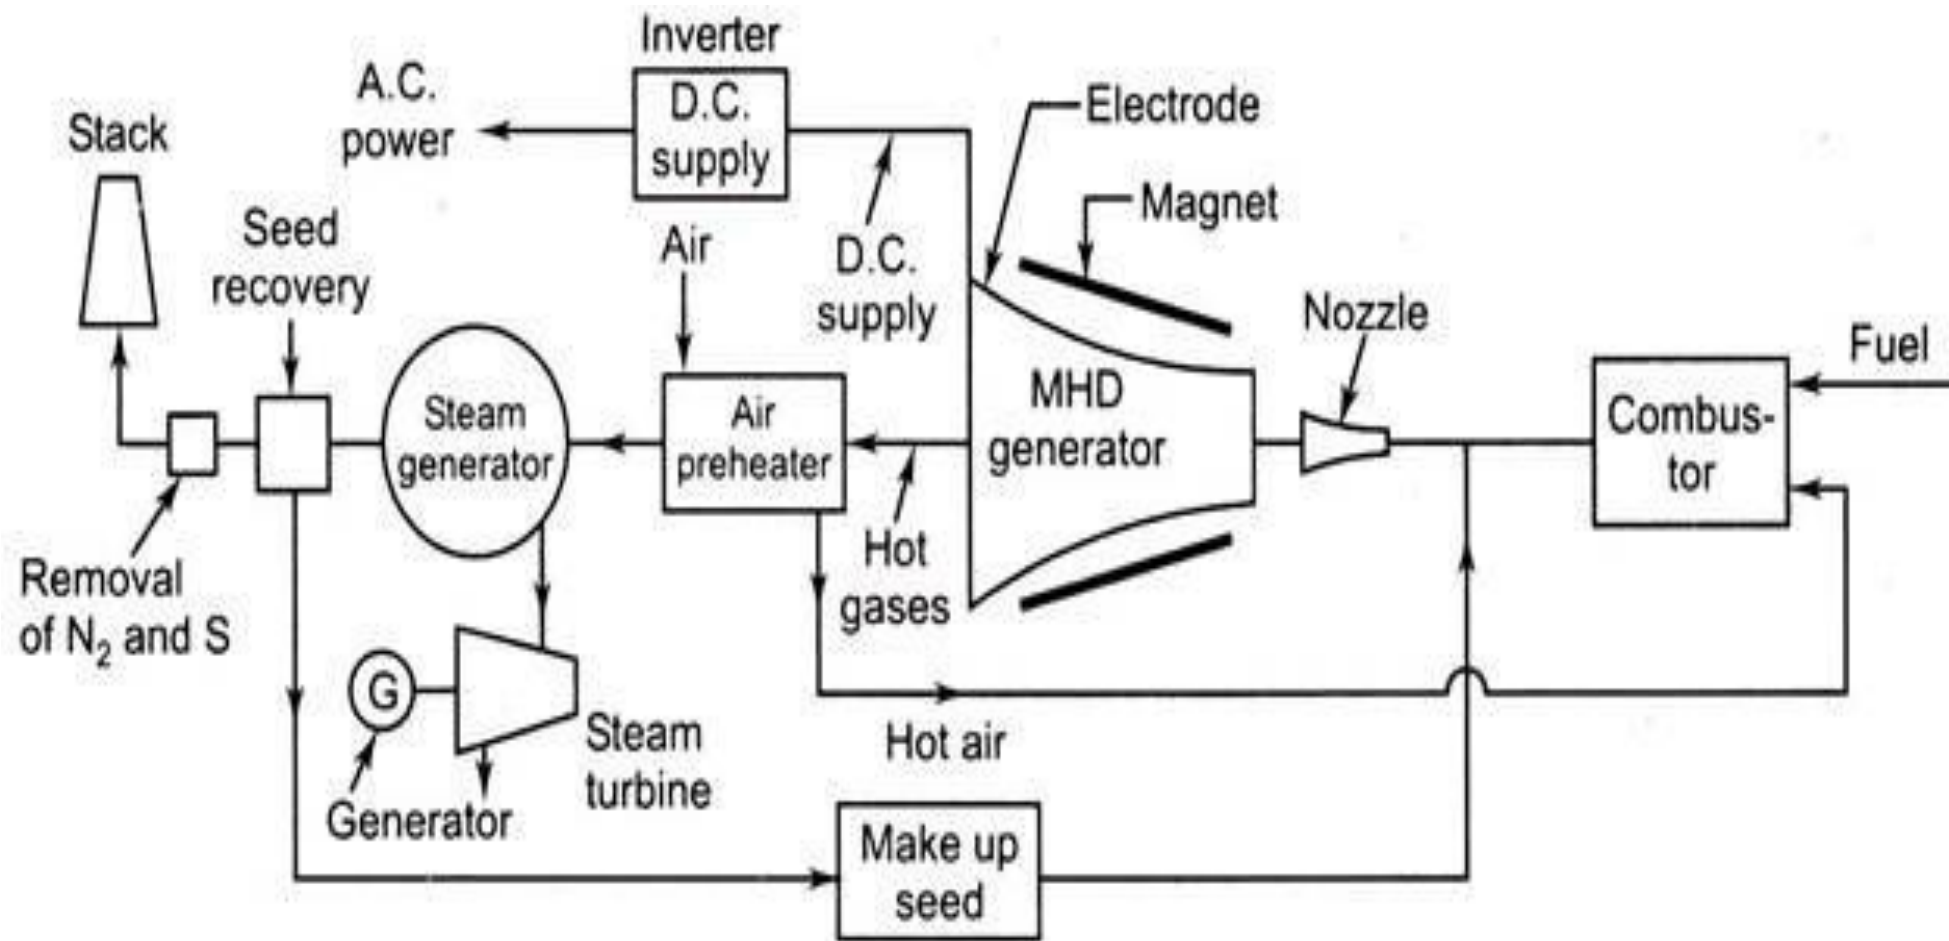 Inverter
D.C.
supply
A.C.
power
Electrode
Stack
Magnet
Seed
recovery
Air
D.C.
supply
Nozzle
Fuel
Steam
generator
Air
preheater
MHD
generator
Combus-
tor
Hot
gases
Removal
of N₂ and S
G
Steam
turbine
Hot air
Generator
Make up
seed